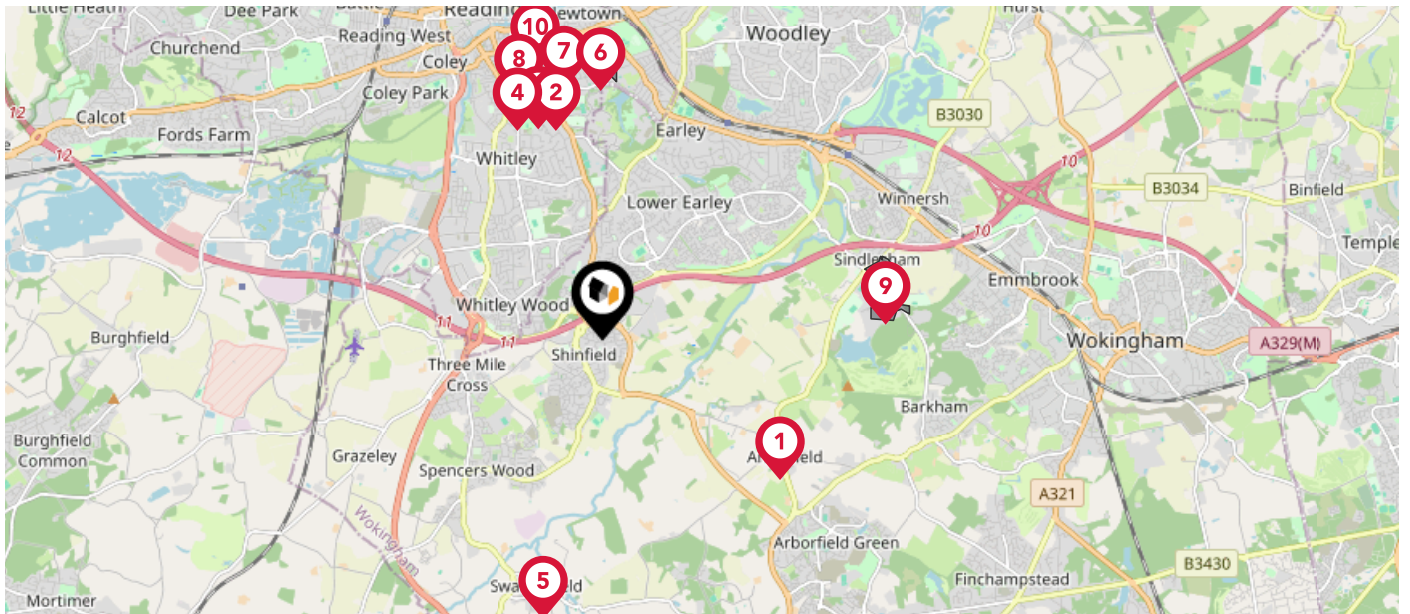 Little Heath
Dee Park
Reading
Newtown
Hurst
Churchend
Reading West
10
Woodley
Coley
8
7
6
Coley Park
4
2
12
Calcot
Fords Farm
Earley
B3030
12
Whitley
10
B3034
Binfield
Lower Earley
Winnersh
10
Temple
Sindlesham
Emmbrook
9
Whitley Wood
11
11
Burghfield
Shinfield
Wokingham
A329(M)
Three Mile
Cross
Barkham
Burghfield
Common
Grazeley
Spencers Wood
1
A321
Wokingham
Arborfield Green
B3430
5
Finchampstead
Mortimer